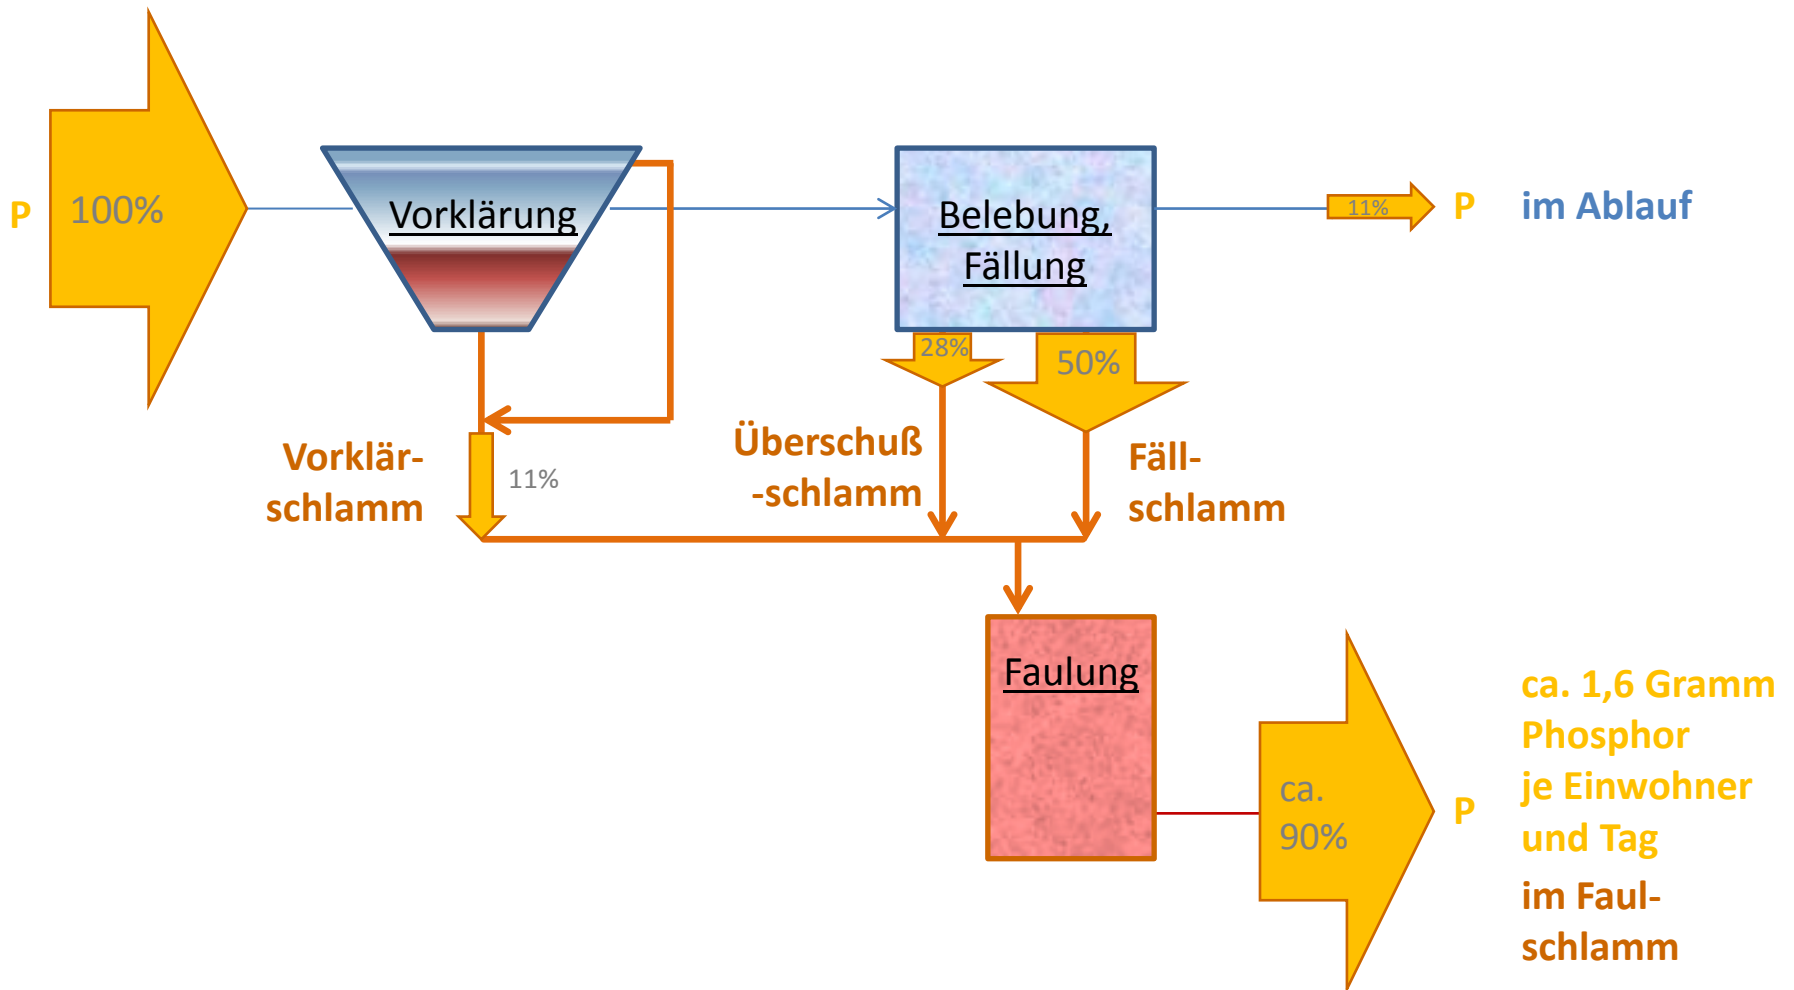 P
100%
Vorklärung
Belebung,
Fällung
11%
P
im Ablauf
28%
50%
Vorklär-
schlamm
11%
Überschuß
-schlamm
Fäll-
schlamm
Faulung
ca.
90%
P
ca. 1,6 Gramm
Phosphor
je Einwohner
und Tag
im Faul-
schlamm